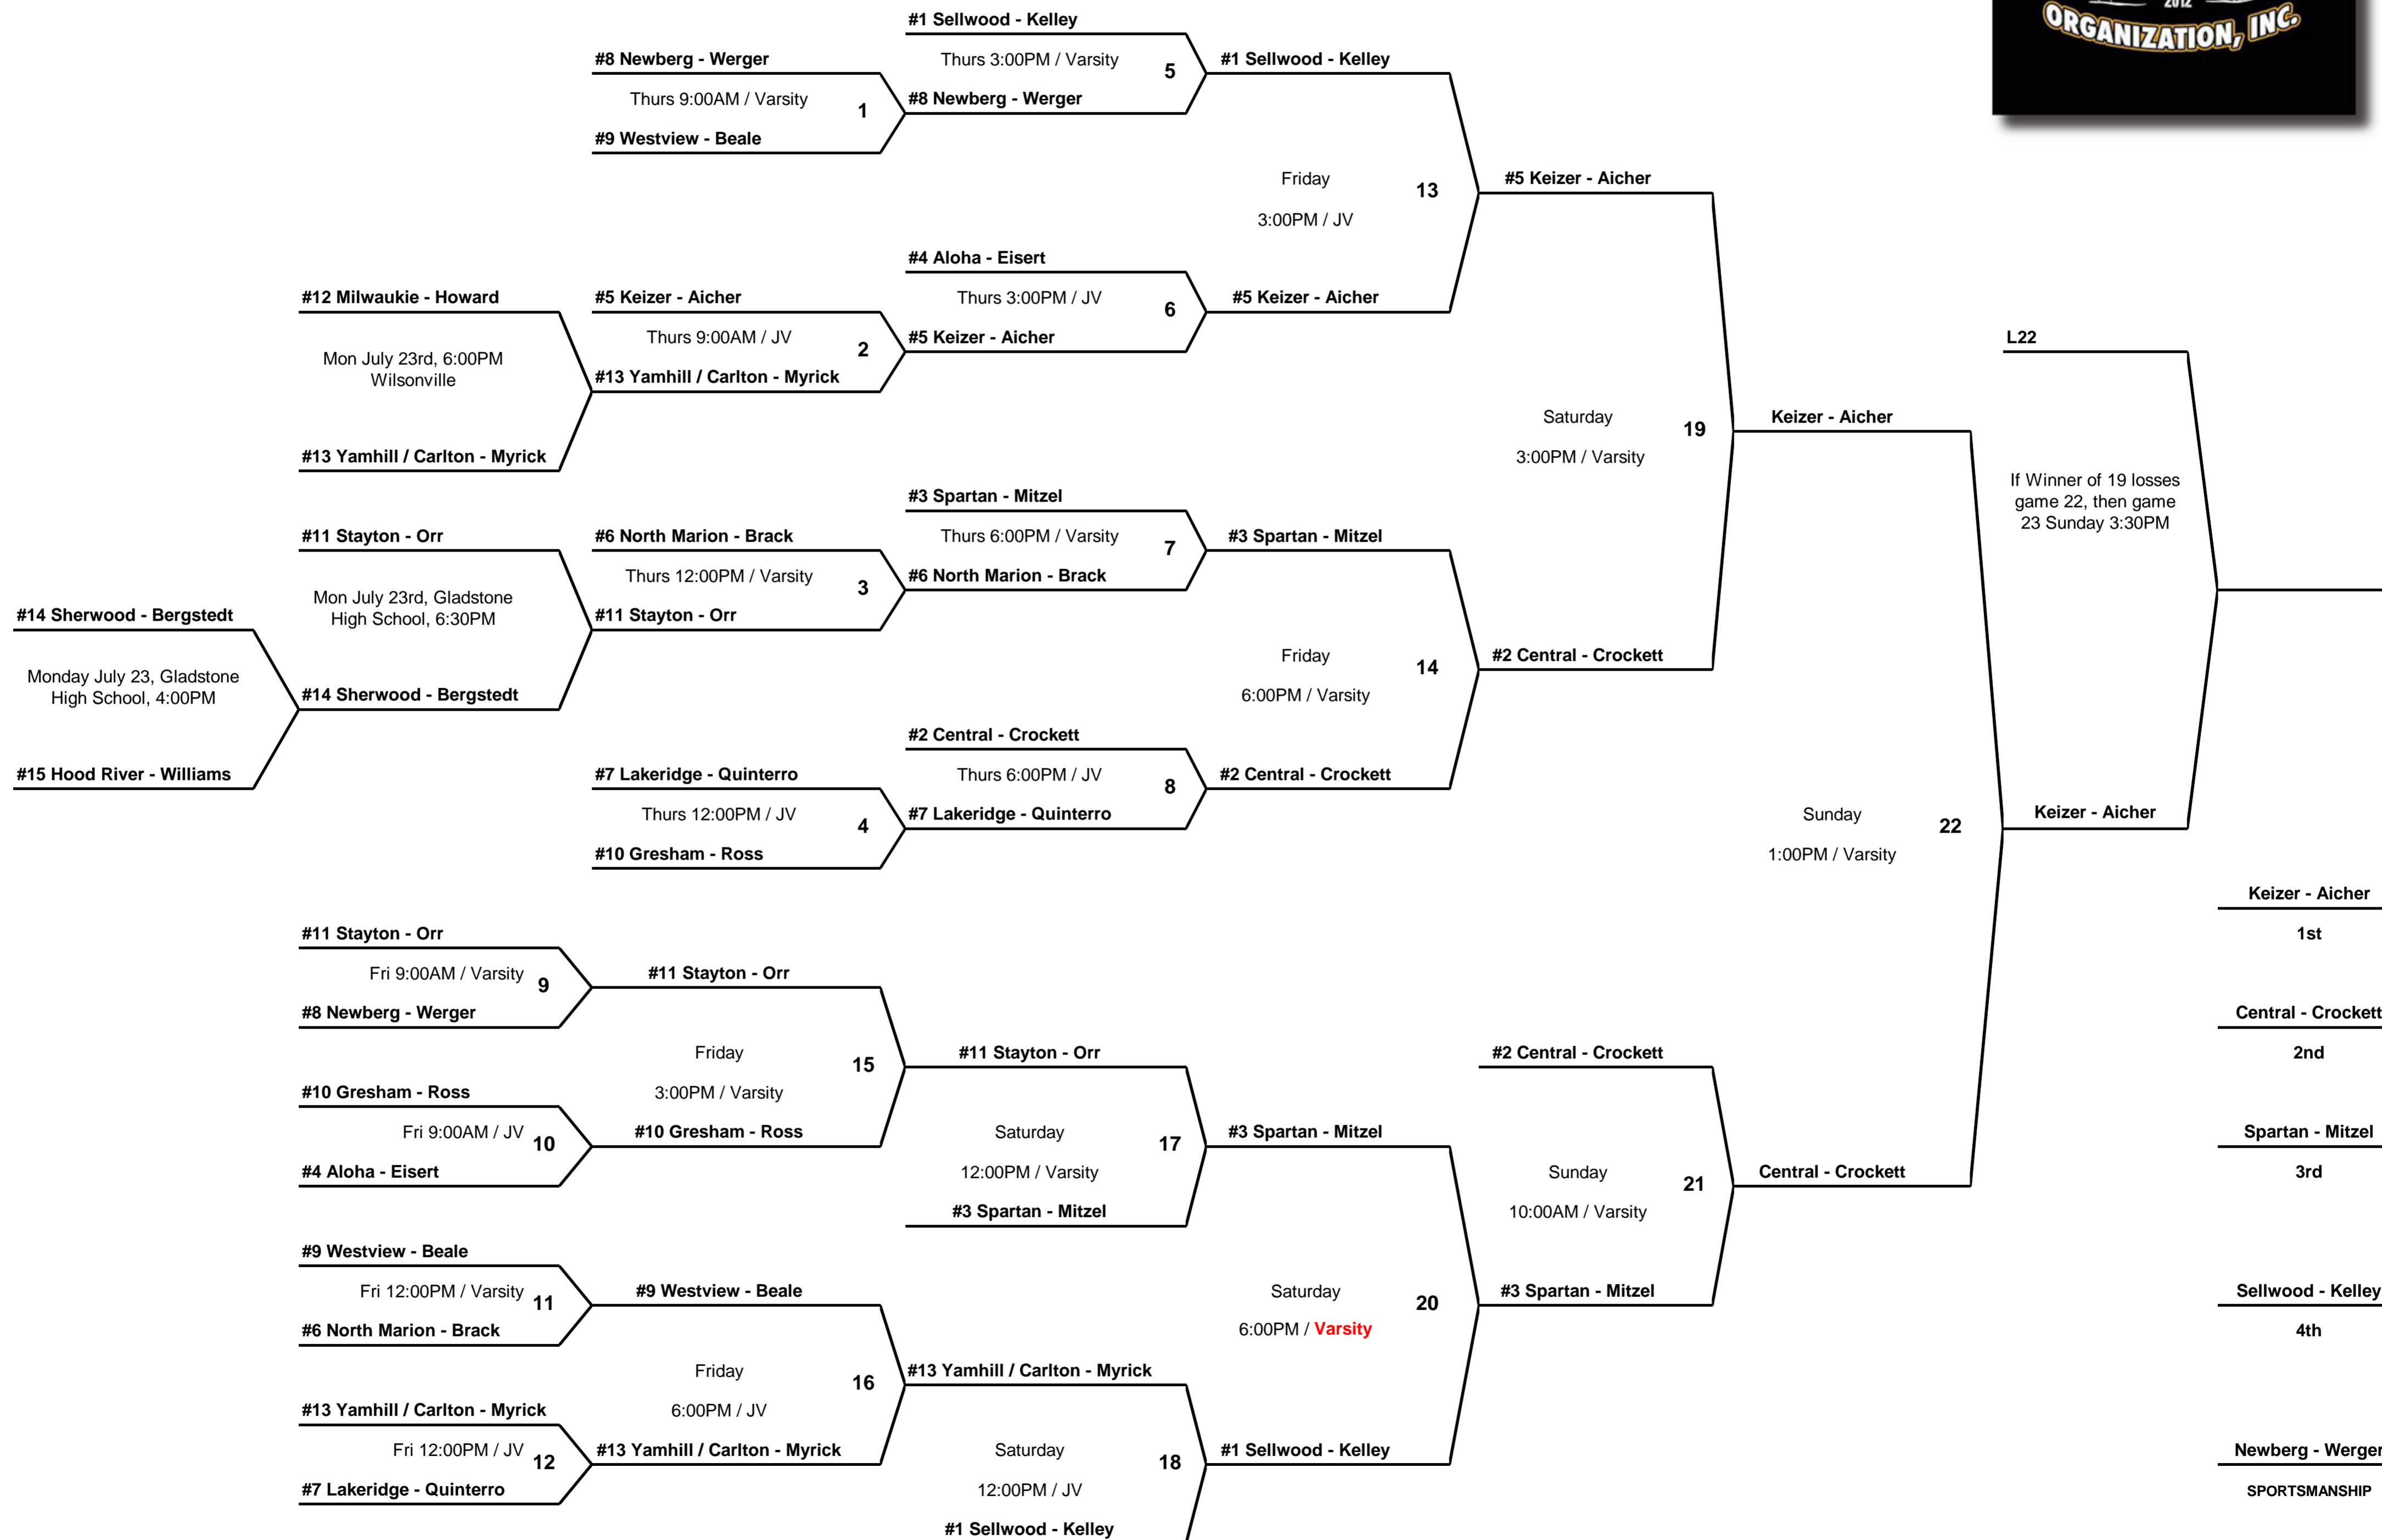 2012
ORGANIZATION, INC.
#1 Sellwood - Kelley
#8 Newberg - Werger
Thurs 3:00PM / Varsity
5
#1 Sellwood - Kelley
Thurs 9:00AM / Varsity
1
#8 Newberg - Werger
#9 Westview - Beale
Friday
13
#5 Keizer - Aicher
3:00PM / JV
#4 Aloha - Eisert
#12 Milwaukie - Howard
#5 Keizer - Aicher
Thurs 3:00PM / JV
6
#5 Keizer - Aicher
Thurs 9:00AM / JV
2
#5 Keizer - Aicher
L22
Mon July 23rd, 6:00PM
Wilsonville
#13 Yamhill / Carlton - Myrick
Saturday
19
Keizer - Aicher
3:00PM / Varsity
#13 Yamhill / Carlton - Myrick
If Winner of 19 losses
game 22, then game
23 Sunday 3:30PM
#3 Spartan - Mitzel
#11 Stayton - Orr
#6 North Marion - Brack
Thurs 6:00PM / Varsity
7
#3 Spartan - Mitzel
Thurs 12:00PM / Varsity
3
#6 North Marion - Brack
Mon July 23rd, Gladstone
High School, 6:30PM
#14 Sherwood - Bergstedt
#11 Stayton - Orr
Friday
14
#2 Central - Crockett
Monday July 23, Gladstone
High School, 4:00PM
#14 Sherwood - Bergstedt
6:00PM / Varsity
#2 Central - Crockett
#15 Hood River - Williams
#7 Lakeridge - Quinterro
Thurs 6:00PM / JV
8
#2 Central - Crockett
Thurs 12:00PM / JV
4
#7 Lakeridge - Quinterro
Sunday
22
Keizer - Aicher
#10 Gresham - Ross
1:00PM / Varsity
Keizer - Aicher
1st
#11 Stayton - Orr
Fri 9:00AM / Varsity
9
#11 Stayton - Orr
#8 Newberg - Werger
Central - Crockett
2nd
Friday
15
#11 Stayton - Orr
#2 Central - Crockett
#10 Gresham - Ross
3:00PM / Varsity
Fri 9:00AM / JV
10
#10 Gresham - Ross
Saturday
17
#3 Spartan - Mitzel
Spartan - Mitzel
3rd
#4 Aloha - Eisert
12:00PM / Varsity
Sunday
21
Central - Crockett
#3 Spartan - Mitzel
10:00AM / Varsity
#9 Westview - Beale
Fri 12:00PM / Varsity
11
#9 Westview - Beale
Saturday
20
#3 Spartan - Mitzel
Sellwood - Kelley
4th
#6 North Marion - Brack
6:00PM / Varsity
Friday
16
#13 Yamhill / Carlton - Myrick
#13 Yamhill / Carlton - Myrick
6:00PM / JV
Fri 12:00PM / JV
12
#13 Yamhill / Carlton - Myrick
Saturday
18
#1 Sellwood - Kelley
Newberg - Werger
SPORTSMANSHIP
#7 Lakeridge - Quinterro
12:00PM / JV
#1 Sellwood - Kelley